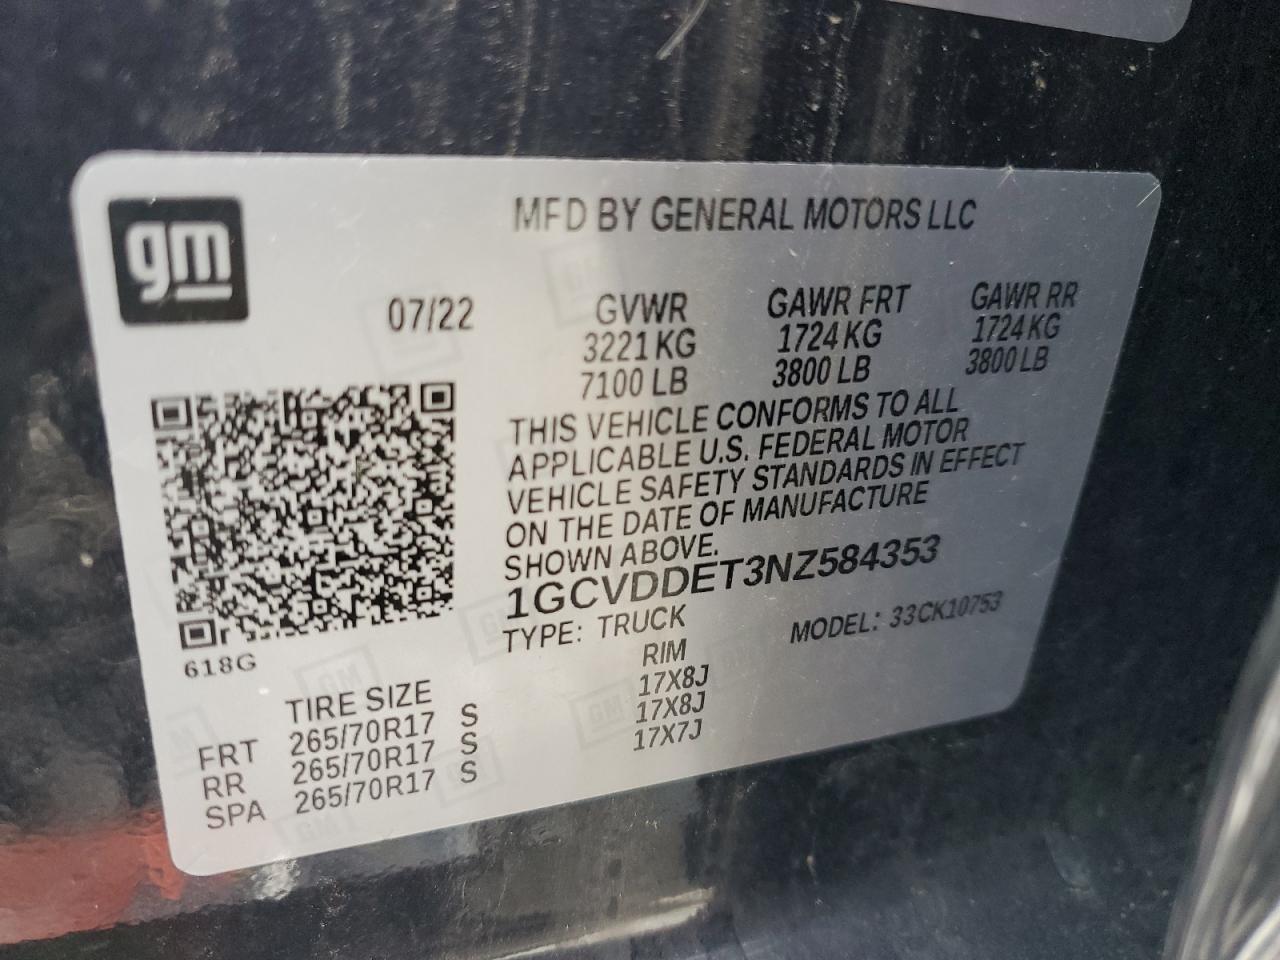 gm
MFD BY GENERAL MOTORS LLC
07/22
GVWR GAWR FRT GAWR RR
3221 KG 1724 KG 1724 KG
7100 LB 3800 LB 3800 LB
THIS VEHICLE CONFORMS TO ALL
APPLICABLE U.S. FEDERAL MOTOR
VEHICLE SAFETY STANDARDS IN EFFECT
ON THE DATE OF MANUFACTURE
SHOWN ABOVE.
1GCVDDET3NZ584353
TYPE: TRUCK MODEL: 33CK10753
618G
TIRE SIZE RIM
FRT 265/70R17 S 17X8J
RR 265/70R17 S 17X8J
SPA 265/70R17 S 17X7J